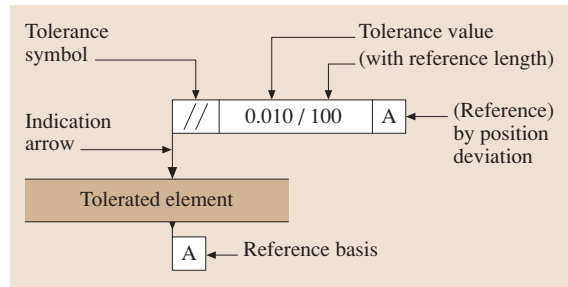 Tolerance
symbol
Tolerance value
(with reference length)
// 0.010 / 100 A
(Reference)
by position
deviation
Indication
arrow
Tolerated element
A
Reference basis